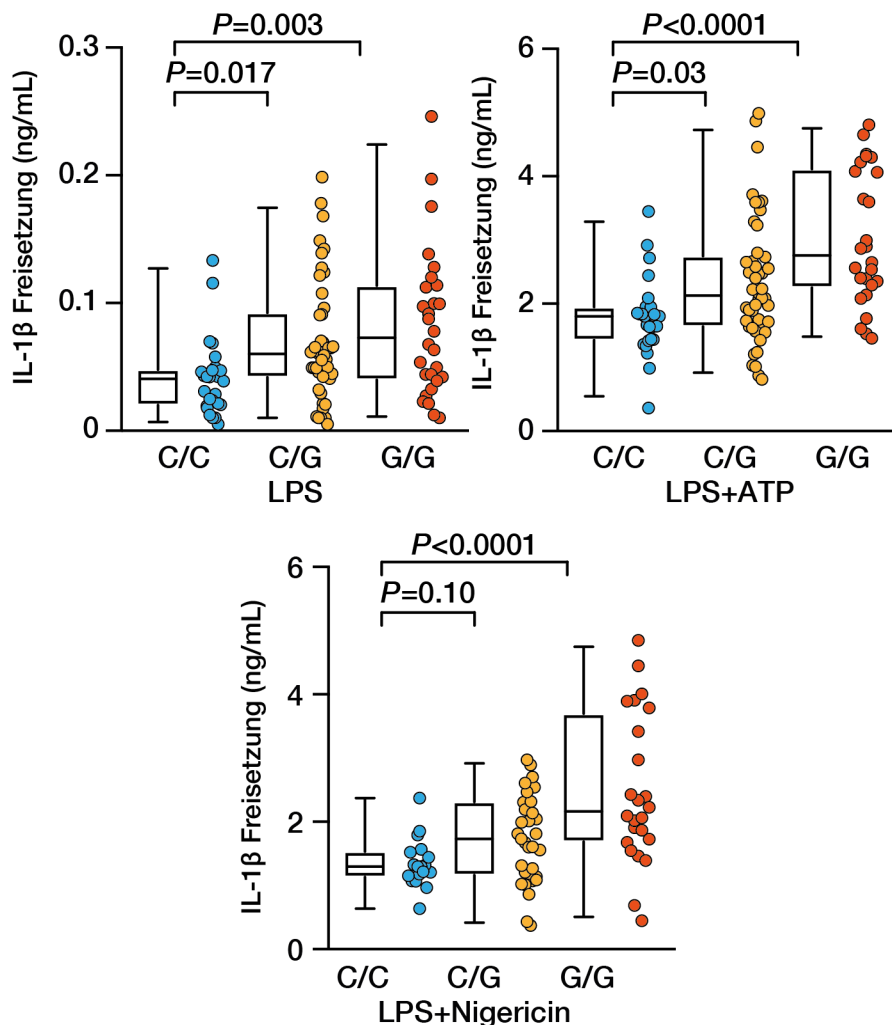 P=0.003
P=0.017
IL-1β Freisetzung (ng/mL)
0.3
0.2
0.1
0
C/C C/G G/G
LPS
P<0.0001
P=0.03
IL-1β Freisetzung (ng/mL)
6
4
2
0
C/C C/G G/G
LPS+ATP
P<0.0001
P=0.10
IL-1β Freisetzung (ng/mL)
6
4
2
0
C/C C/G G/G
LPS+Nigericin